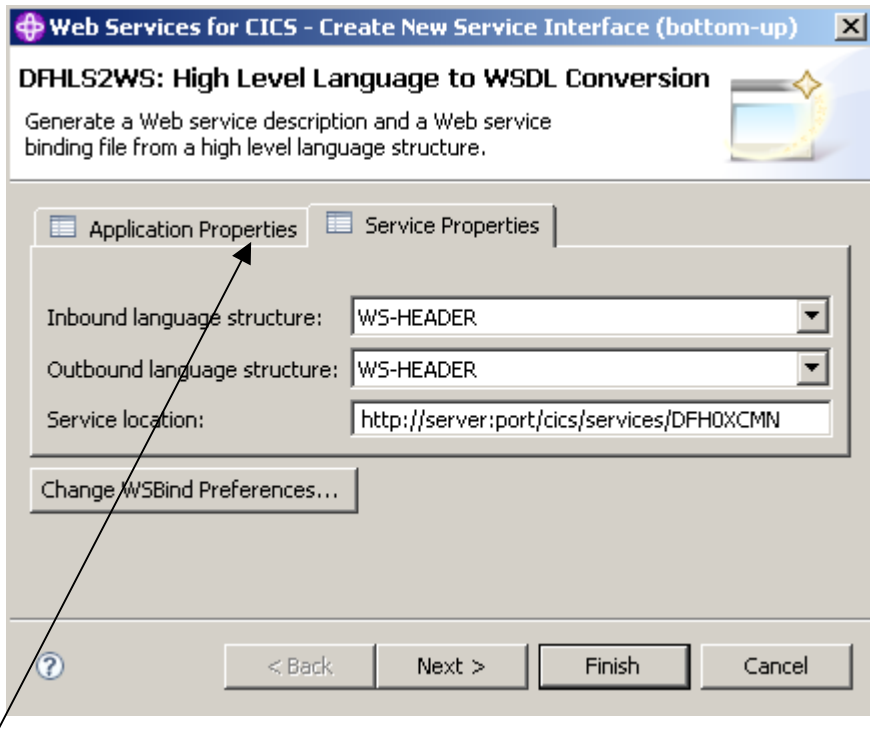 Web Services for CICS - Create New Service Interface (bottom-up)
DFHLS2WS: High Level Language to WSDL Conversion
Generate a Web service description and a Web service
binding file from a high level language structure.
Application Properties
Service Properties
Inbound language structure: WS-HEADER
Outbound language structure: WS-HEADER
Service location: http://server:port/cics/services/DFH0XCMN
Change WSBind Preferences...
< Back Next > Finish Cancel